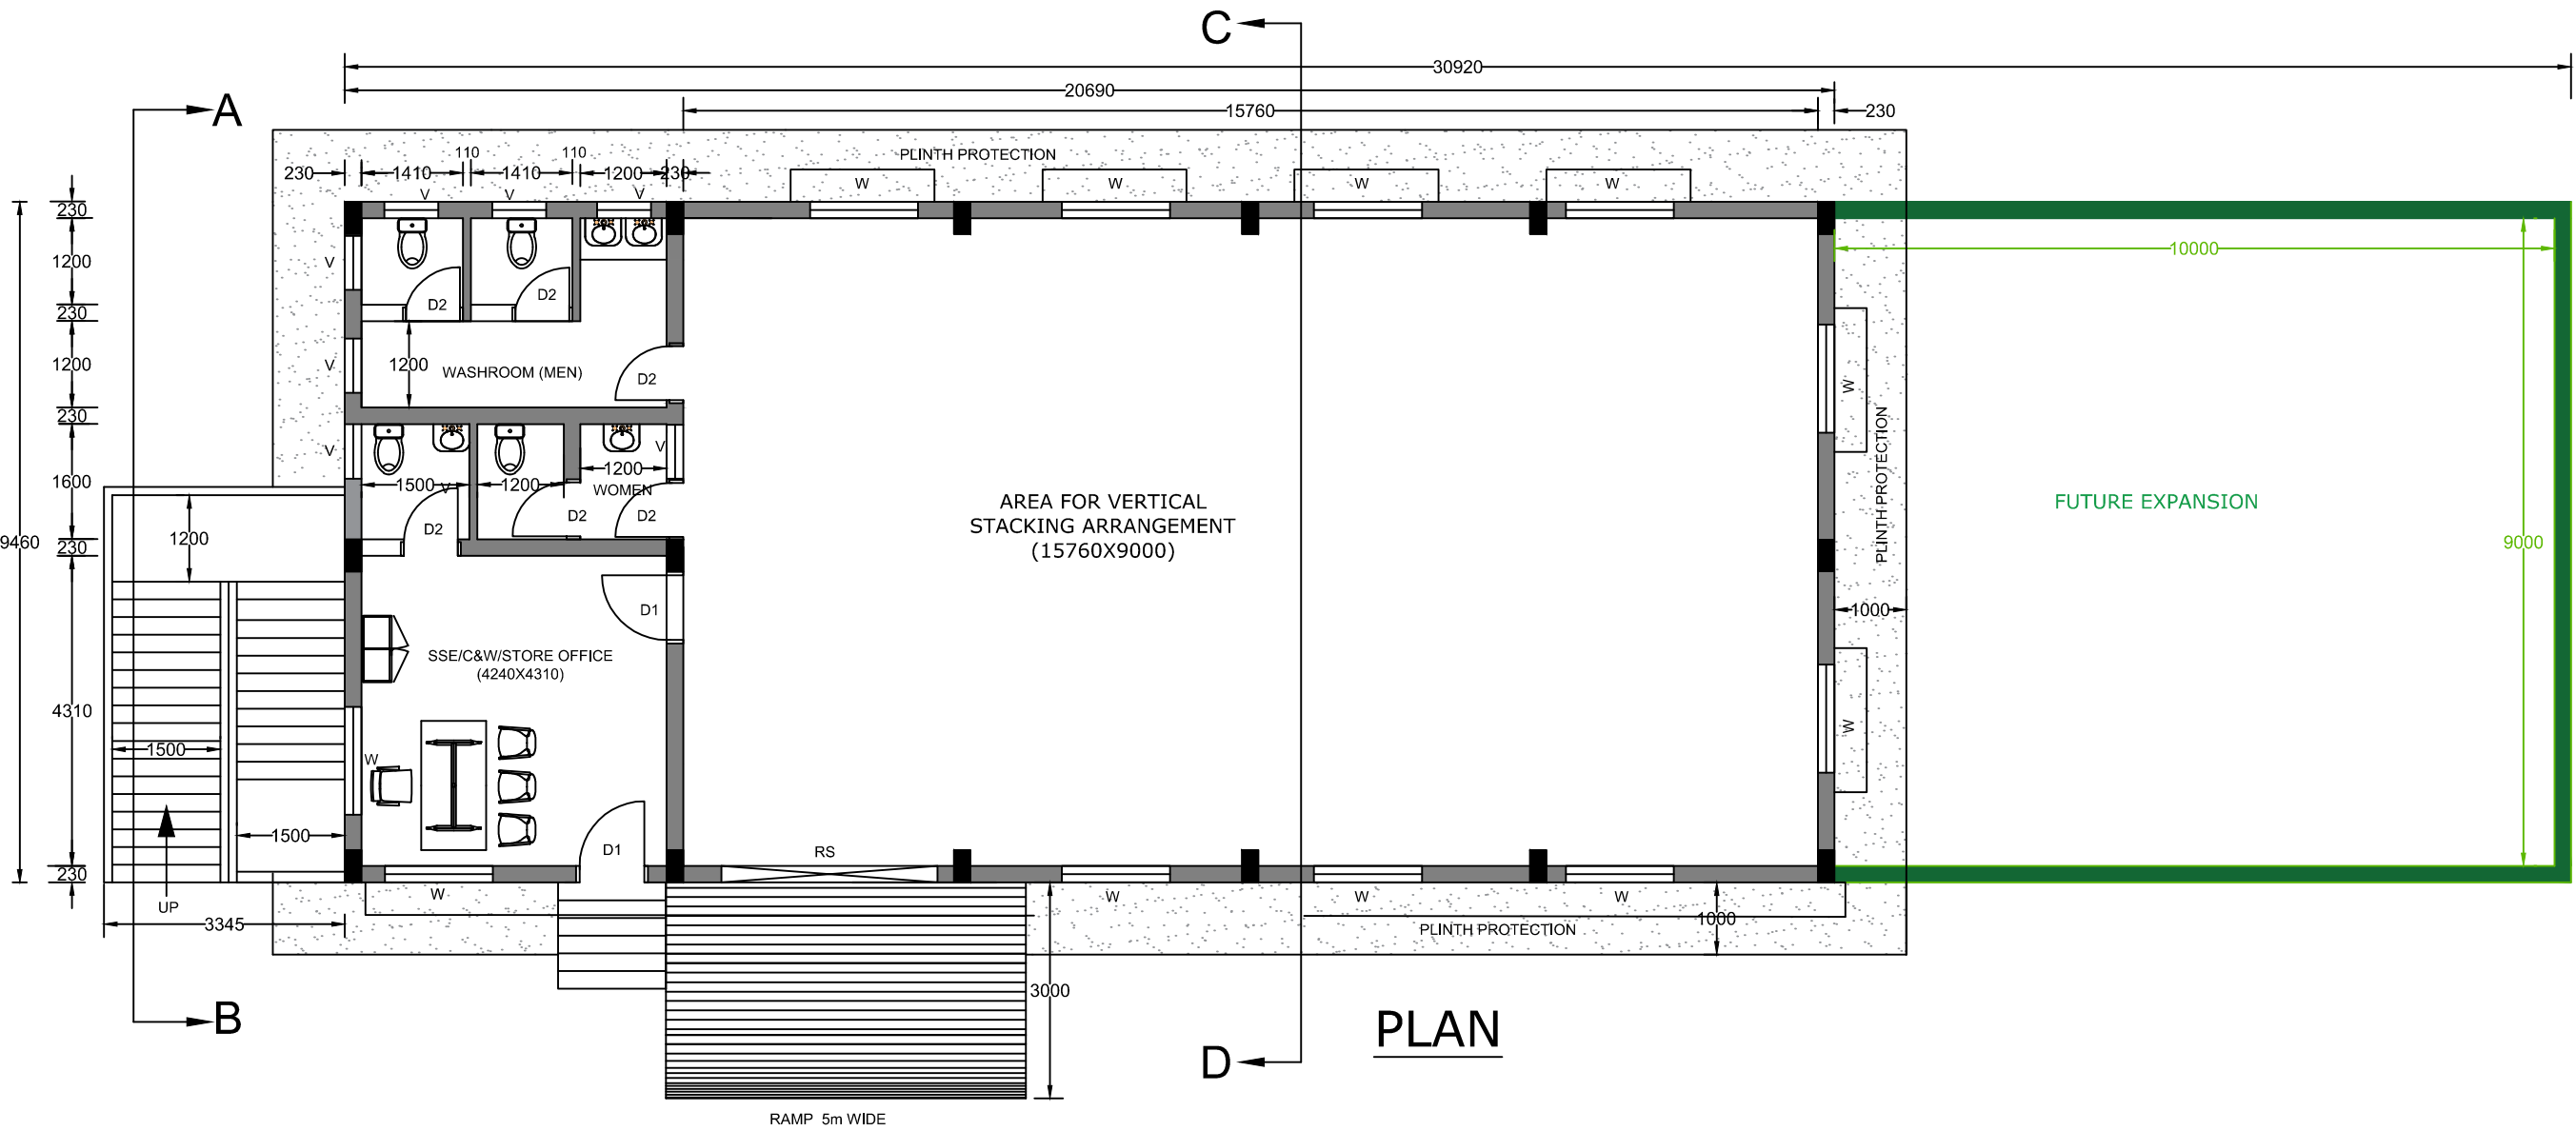 C
30920
20690
A
15760
230
110
110
PLINTH PROTECTION
230
1410
1410
1200
230
V
V
V
W
W
W
W
230
1200
V
D2
D2
10000
230
1200
V
1200
WASHROOM (MEN)
D2
W
230
PLINTH PROTECTION
V
V
1600
1500
V
1200
1200
WOMEN
D2
D2
D2
AREA FOR VERTICAL
STACKING ARRANGEMENT
(15760X9000)
FUTURE EXPANSION
9000
9460
230
1200
D1
1000
SSE/C&W/STORE OFFICE
(4240X4310)
4310
1500
W
W
1500
D1
RS
230
W
W
W
W
UP
3345
1000
PLINTH PROTECTION
3000
B
D
PLAN
RAMP 5m WIDE